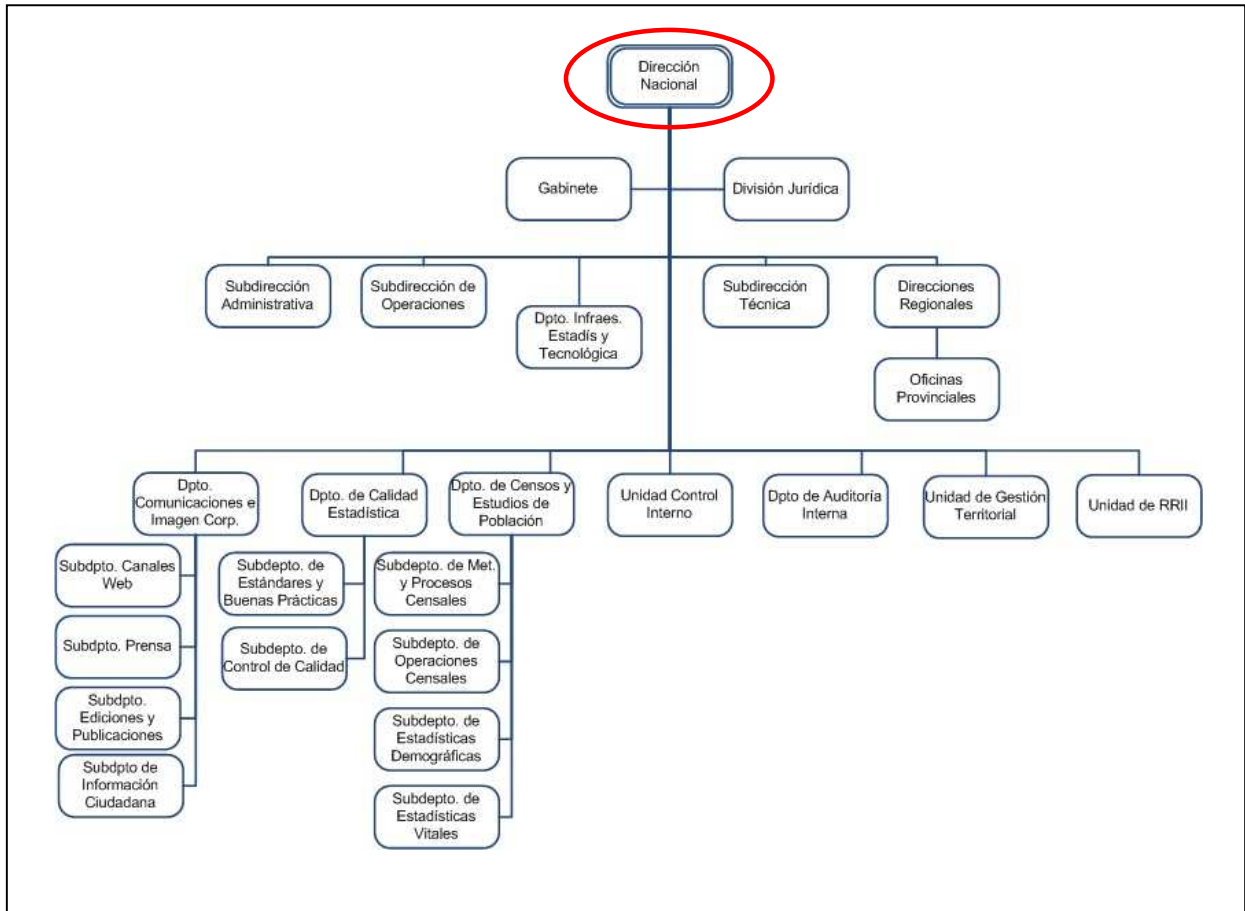 Dirección
Nacional
Gabinete
División Jurídica
Subdirección
Administrativa
Subdirección de
Operaciones
Dpto. Infraes.
Estadís y
Tecnológica
Subdirección
Técnica
Direcciones
Regionales
Oficinas
Provinciales
Dpto.
Comunicaciones e
Imagen Corp.
Dpto. de Calidad
Estadística
Dpto. de Censos y
Estudios de
Población
Unidad Control
Interno
Dpto de Auditoría
Interna
Unidad de Gestión
Territorial
Unidad de RRII
Subdpto. Canales
Web
Subdpto. Prensa
Subdpto.
Ediciones y
Publicaciones
Subdpto de
Información
Ciudadana
Subdepto. de
Estándares y
Buenas Prácticas
Subdepto. de
Control de Calidad
Subdepto. de Met.
y Procesos
Censales
Subdepto. de
Operaciones
Censales
Subdepto. de
Estadísticas
Demográficas
Subdepto. de
Estadísticas
Vitales